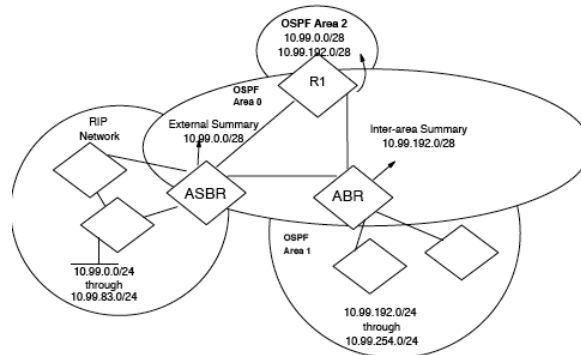 OSPF Area 2
10.99.0.0/28
10.99.192.0/28
R1
OSPF
Area 0
RIP
Network
External Summary
10.99.0.0/28
Inter-area Summary
10.99.192.0/28
ASBR
ABR
OSPF
Area 1
10.99.0.0/24
through
10.99.83.0/24
10.99.192.0/24
through
10.99.254.0/24